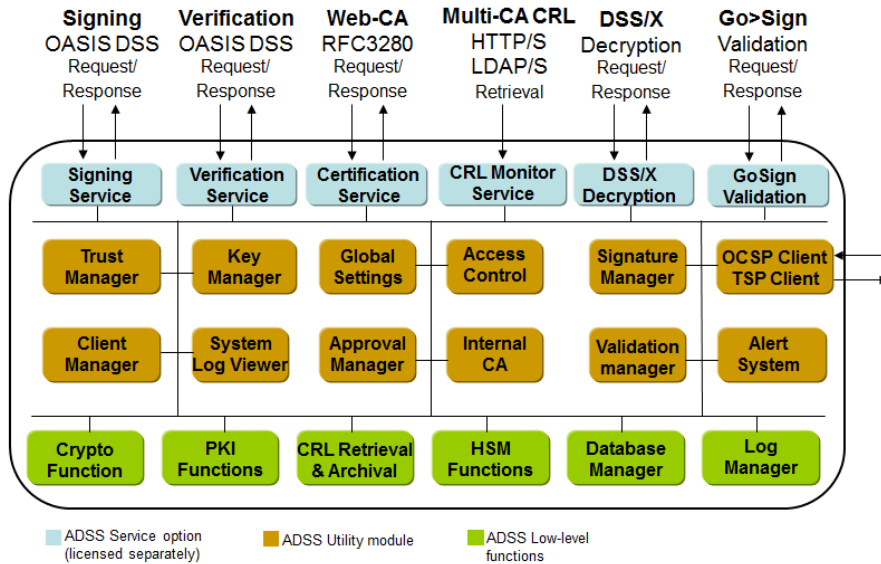 Signing
OASIS DSS
Request/
Response
Verification
OASIS DSS
Request/
Response
Web-CA
RFC3280
Request/
Response
Multi-CA CRL
HTTP/S
LDAP/S
Retrieval
DSS/X
Decryption
Request/
Response
Go>Sign
Validation
Request/
Response
Signing
Service
Verification
Service
Certification
Service
CRL Monitor
Service
DSS/X
Decryption
GoSign
Validation
Trust
Manager
Key
Manager
Global
Settings
Access
Control
Signature
Manager
OCSP Client
TSP Client
Client
Manager
System
Log Viewer
Approval
Manager
Internal
CA
Validation
manager
Alert
System
Crypto
Function
PKI
Functions
CRL Retrieval
& Archival
HSM
Functions
Database
Manager
Log
Manager
ADSS Service option
(licensed separately)
ADSS Utility module
ADSS Low-level
functions